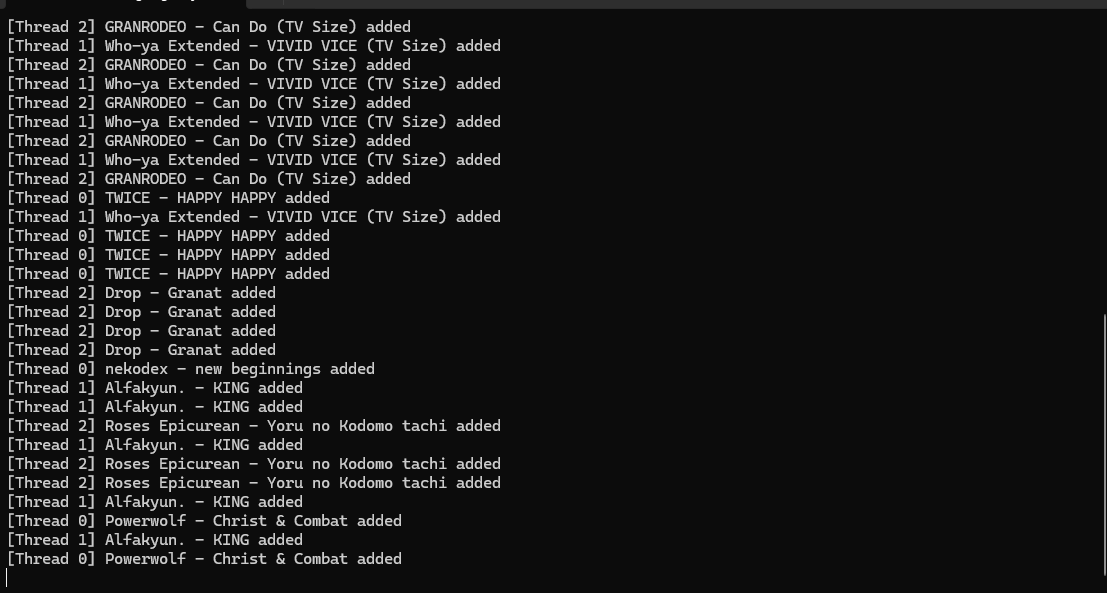 [Thread 2] GRANRODEO - Can Do (TV Size) added
[Thread 1] Who-ya Extended - VIVID VICE (TV Size) added
[Thread 2] GRANRODEO - Can Do (TV Size) added
[Thread 1] Who-ya Extended - VIVID VICE (TV Size) added
[Thread 2] GRANRODEO - Can Do (TV Size) added
[Thread 1] Who-ya Extended - VIVID VICE (TV Size) added
[Thread 2] GRANRODEO - Can Do (TV Size) added
[Thread 1] Who-ya Extended - VIVID VICE (TV Size) added
[Thread 2] GRANRODEO - Can Do (TV Size) added
[Thread 0] TWICE - HAPPY HAPPY added
[Thread 1] Who-ya Extended - VIVID VICE (TV Size) added
[Thread 0] TWICE - HAPPY HAPPY added
[Thread 0] TWICE - HAPPY HAPPY added
[Thread 0] TWICE - HAPPY HAPPY added
[Thread 2] Drop - Granat added
[Thread 2] Drop - Granat added
[Thread 2] Drop - Granat added
[Thread 2] Drop - Granat added
[Thread 0] nekodex - new beginnings added
[Thread 1] Alfakyun. - KING added
[Thread 1] Alfakyun. - KING added
[Thread 2] Roses Epicurean - Yoru no Kodomo tachi added
[Thread 1] Alfakyun. - KING added
[Thread 2] Roses Epicurean - Yoru no Kodomo tachi added
[Thread 2] Roses Epicurean - Yoru no Kodomo tachi added
[Thread 1] Alfakyun. - KING added
[Thread 0] Powerwolf - Christ & Combat added
[Thread 1] Alfakyun. - KING added
[Thread 0] Powerwolf - Christ & Combat added